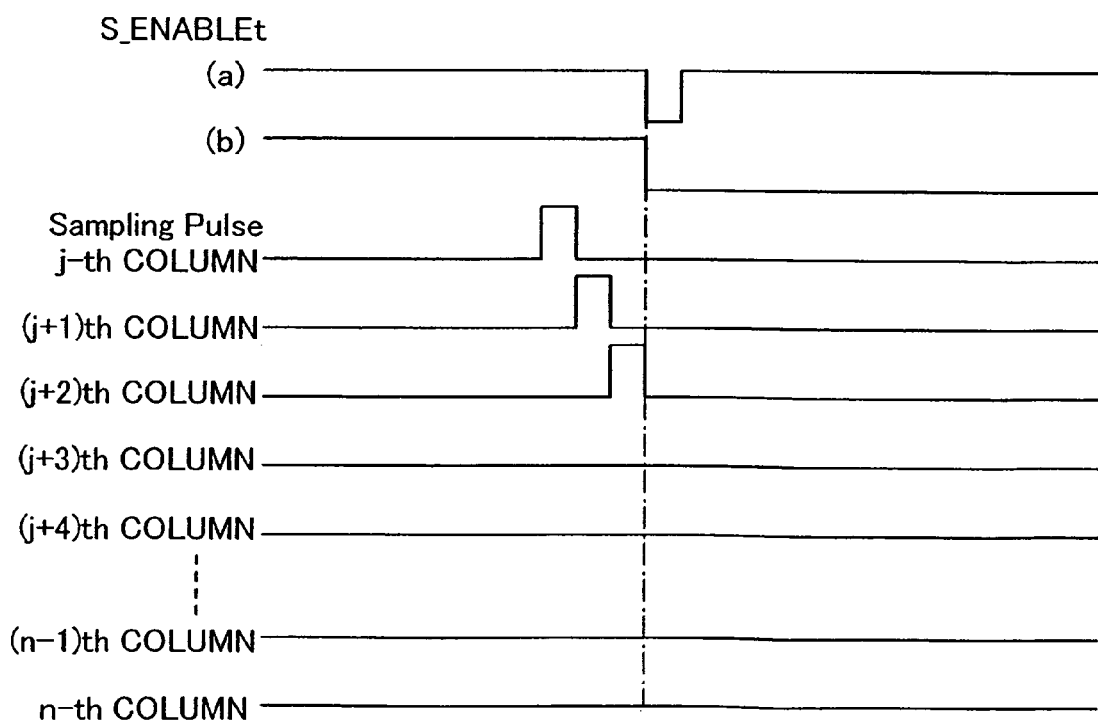 S_ENABLEt
(a)
(b)
Sampling Pulse
j-th COLUMN
(j+1)th COLUMN
(j+2)th COLUMN
(j+3)th COLUMN
(j+4)th COLUMN
(n-1)th COLUMN
n-th COLUMN